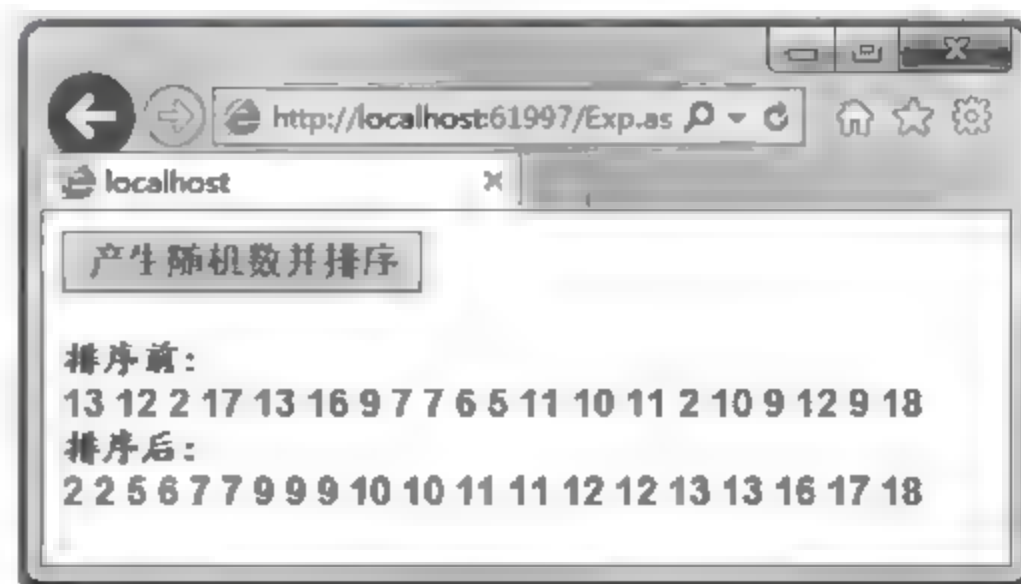 http://localhost:61997/Exp.as
localhost
产生随机数并排序
排序前:
13 12 2 17 13 16 9 7 7 6 5 11 10 11 2 10 9 12 9 18
排序后:
2 2 5 6 7 7 9 9 9 10 10 11 11 12 12 13 13 16 17 18